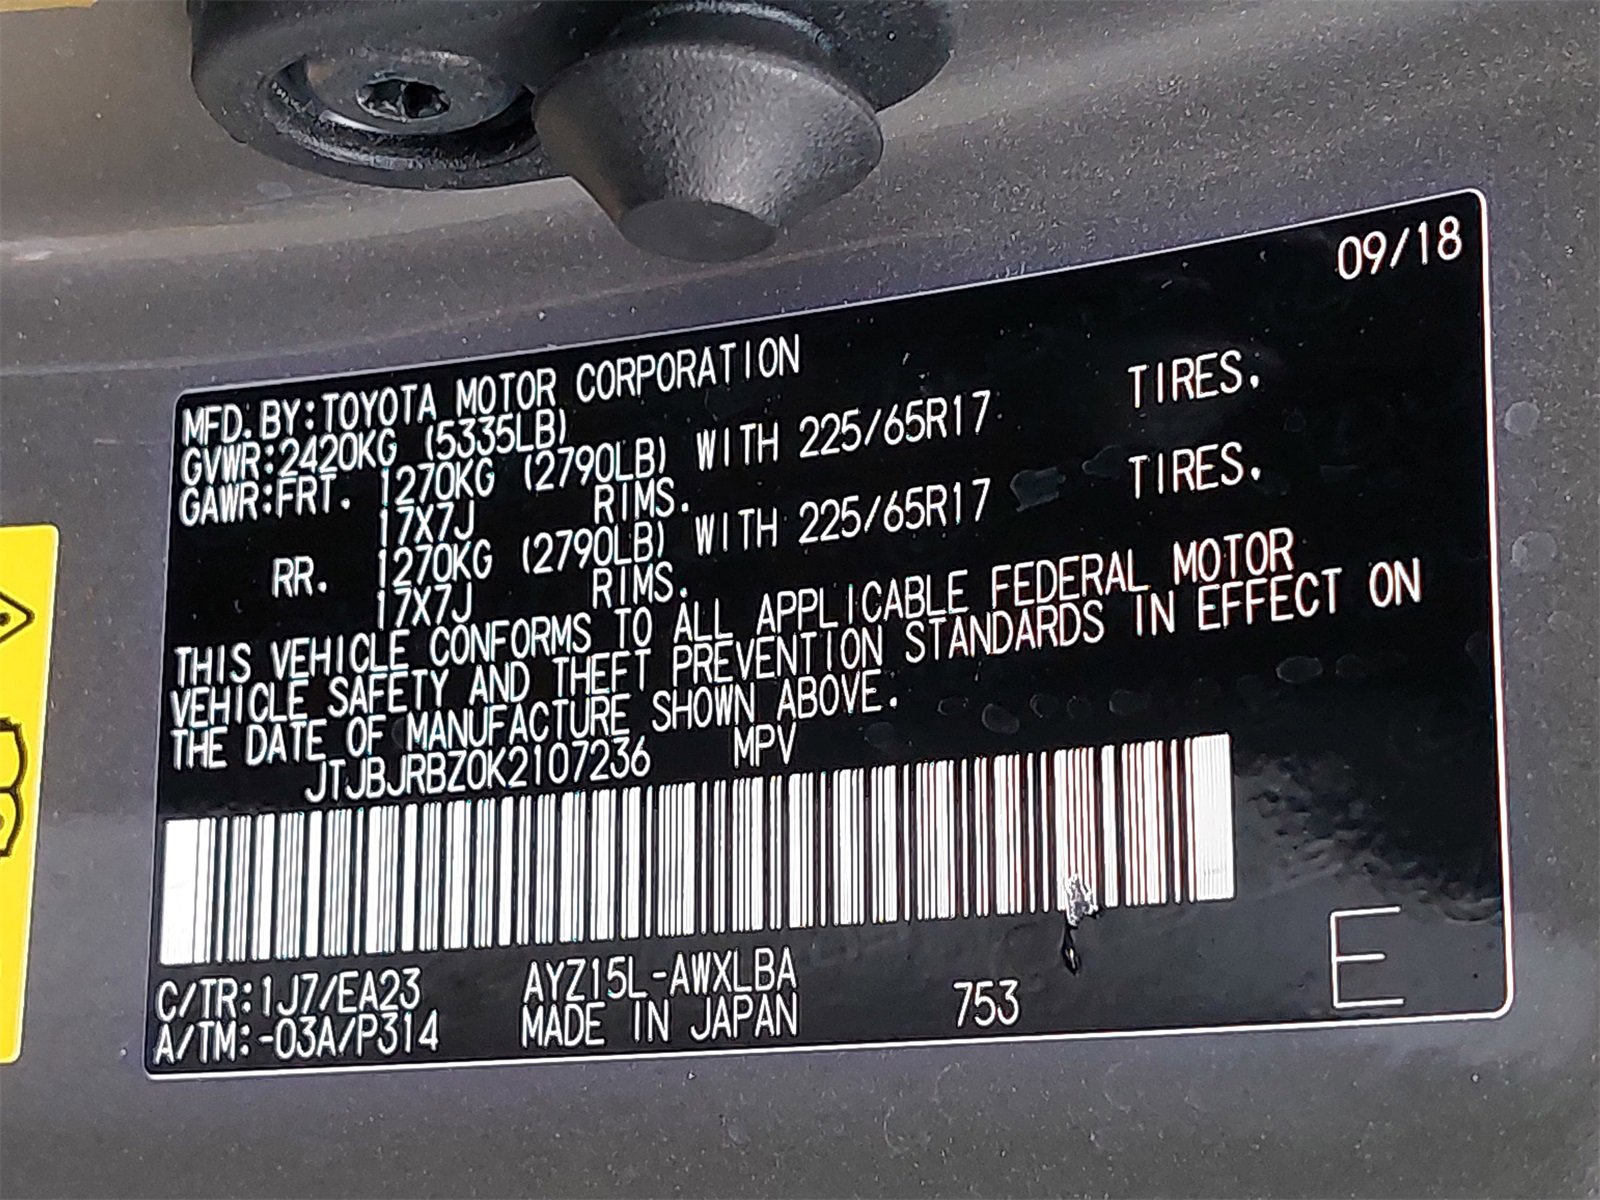 09/18
MFD. BY:TOYOTA MOTOR CORPORATION
GVWR:2420KG (5335LB)
GAWR:FRT. 1270KG (2790LB) WITH 225/65R17 TIRES.
17X7J RIMS.
RR. 1270KG (2790LB) WITH 225/65R17 TIRES.
17X7J RIMS.
THIS VEHICLE CONFORMS TO ALL APPLICABLE FEDERAL MOTOR
VEHICLE SAFETY AND THEFT PREVENTION STANDARDS IN EFFECT ON
THE DATE OF MANUFACTURE SHOWN ABOVE.
JTJBJRBZ0K2107236 MPV
C/TR:1J7/EA23 AYZ15L-AWXLBA
A/TM:-03A/P314 MADE IN JAPAN 753 E